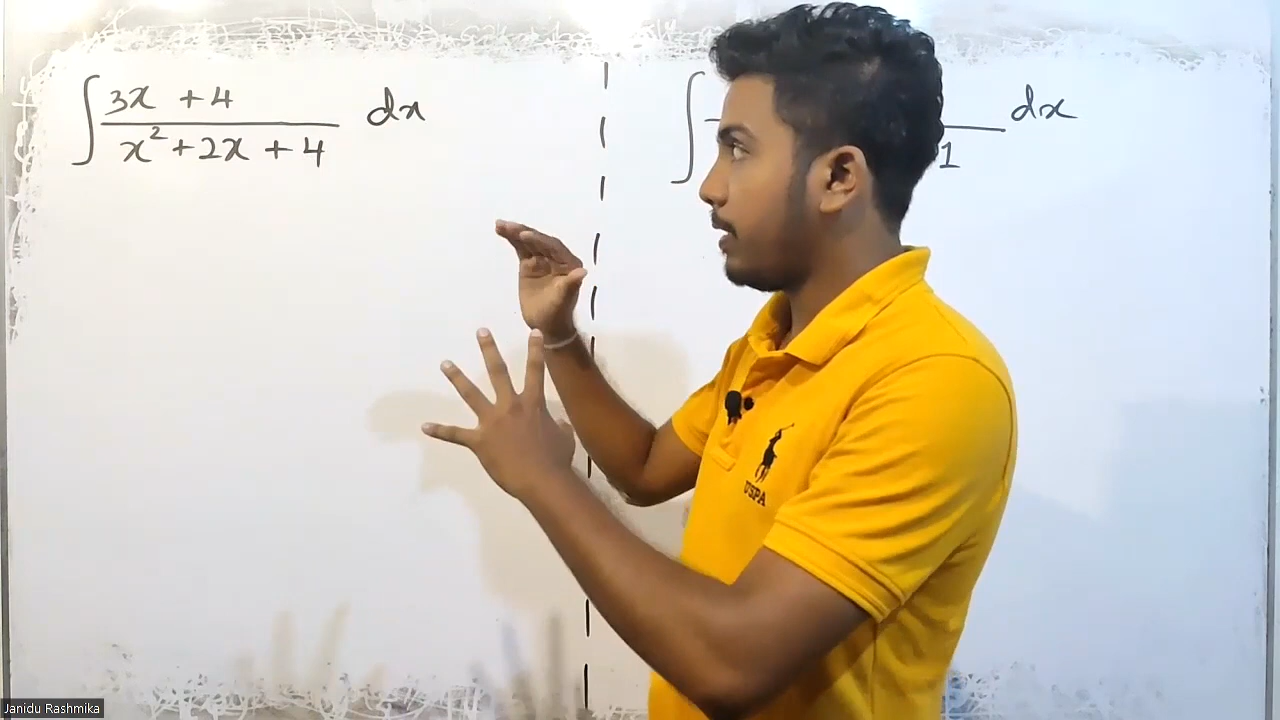 ∫ 3x + 4 dx
x² + 2x + 4
∫ dx
1
USPA
Janidu Rashmika